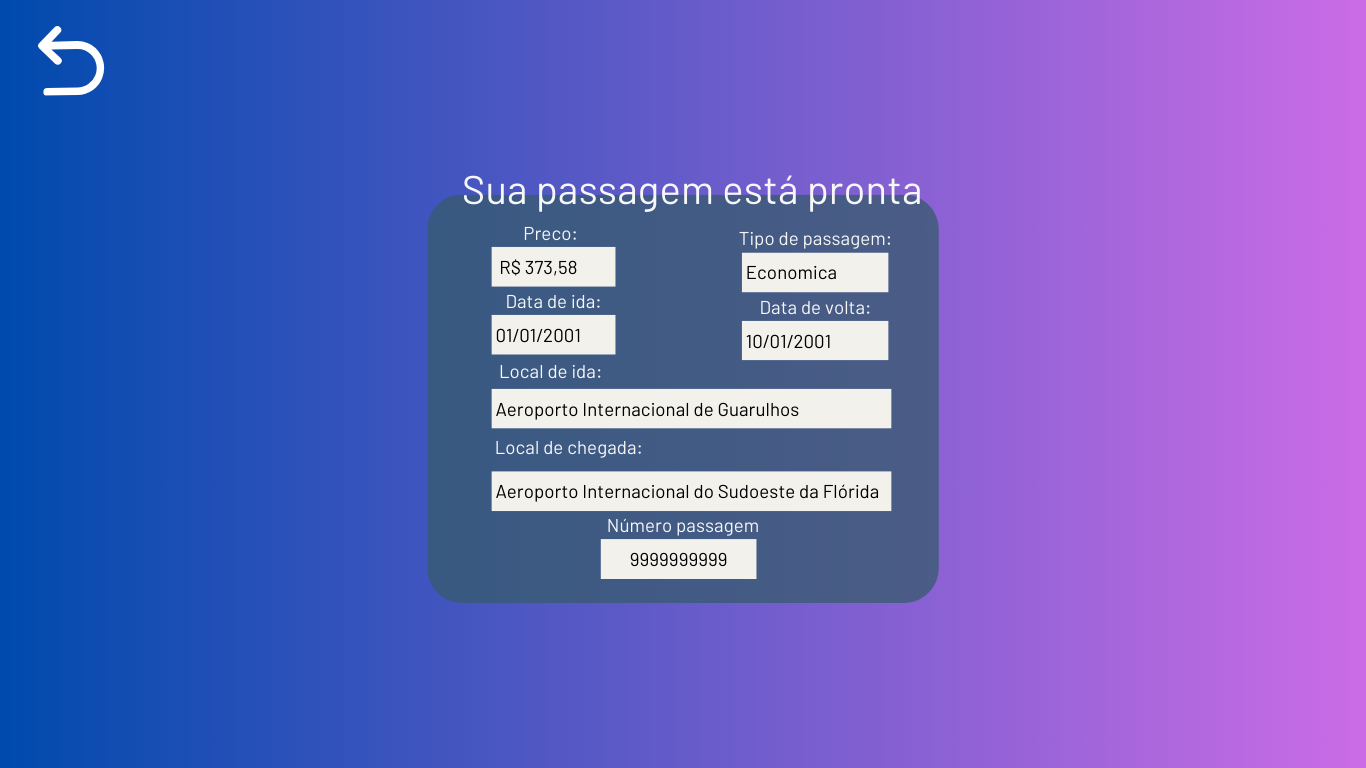 Sua passagem está pronta
Preco:
Tipo de passagem:
R$ 373,58
Economica
Data de ida:
Data de volta:
01/01/2001
10/01/2001
Local de ida:
Aeroporto Internacional de Guarulhos
Local de chegada:
Aeroporto Internacional do Sudoeste da Flórida
Número passagem
9999999999